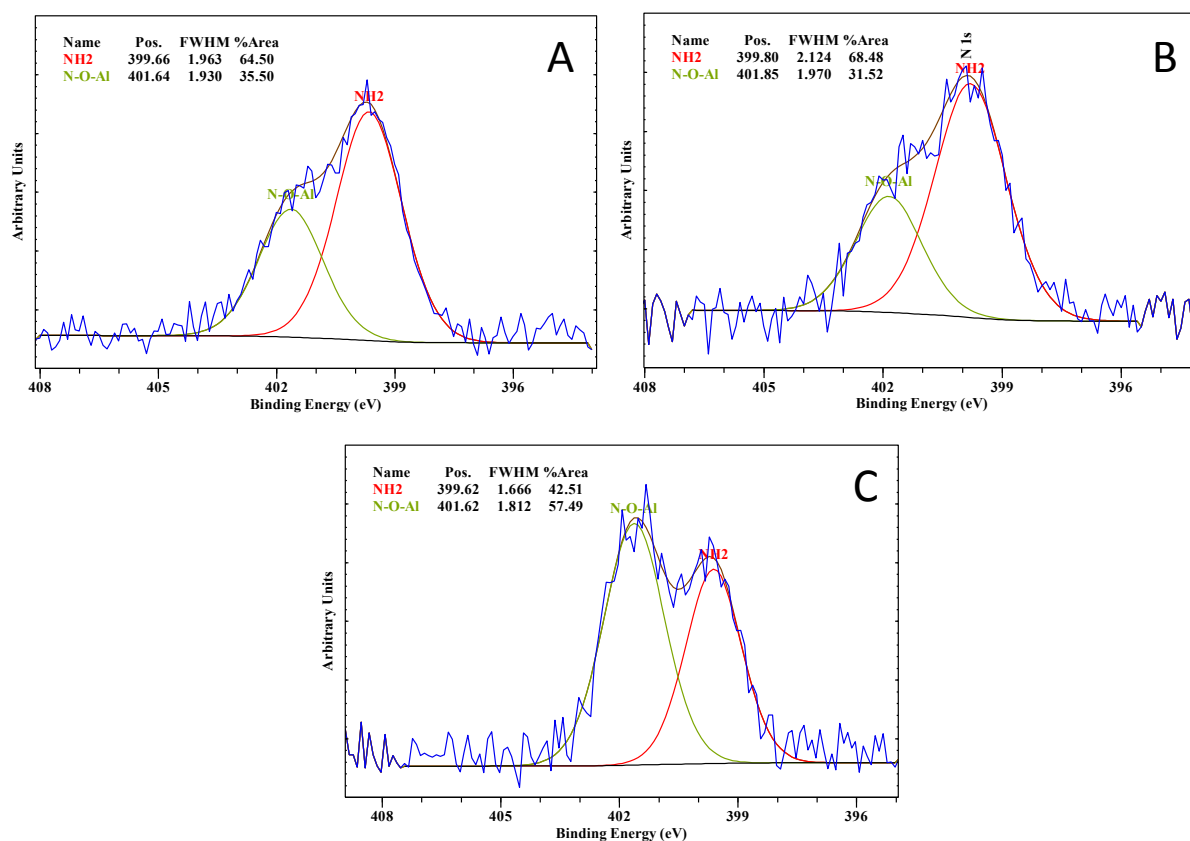 A
Name Pos. FWHM %Area
NH2 399.66 1.963 64.50
N-O-Al 401.64 1.930 35.50
NH2
N-O-Al
Arbitrary Units
408 405 402 399 396
Binding Energy (eV)
B
Name Pos. FWHM %Area
NH2 399.80 2.124 68.48
N-O-Al 401.85 1.970 31.52
N 1s
NH2
N-O-Al
Arbitrary Units
408 405 402 399 396
Binding Energy (eV)
C
Name Pos. FWHM %Area
NH2 399.62 1.666 42.51
N-O-Al 401.62 1.812 57.49
N-O-Al
NH2
Arbitrary Units
408 405 402 399 396
Binding Energy (eV)